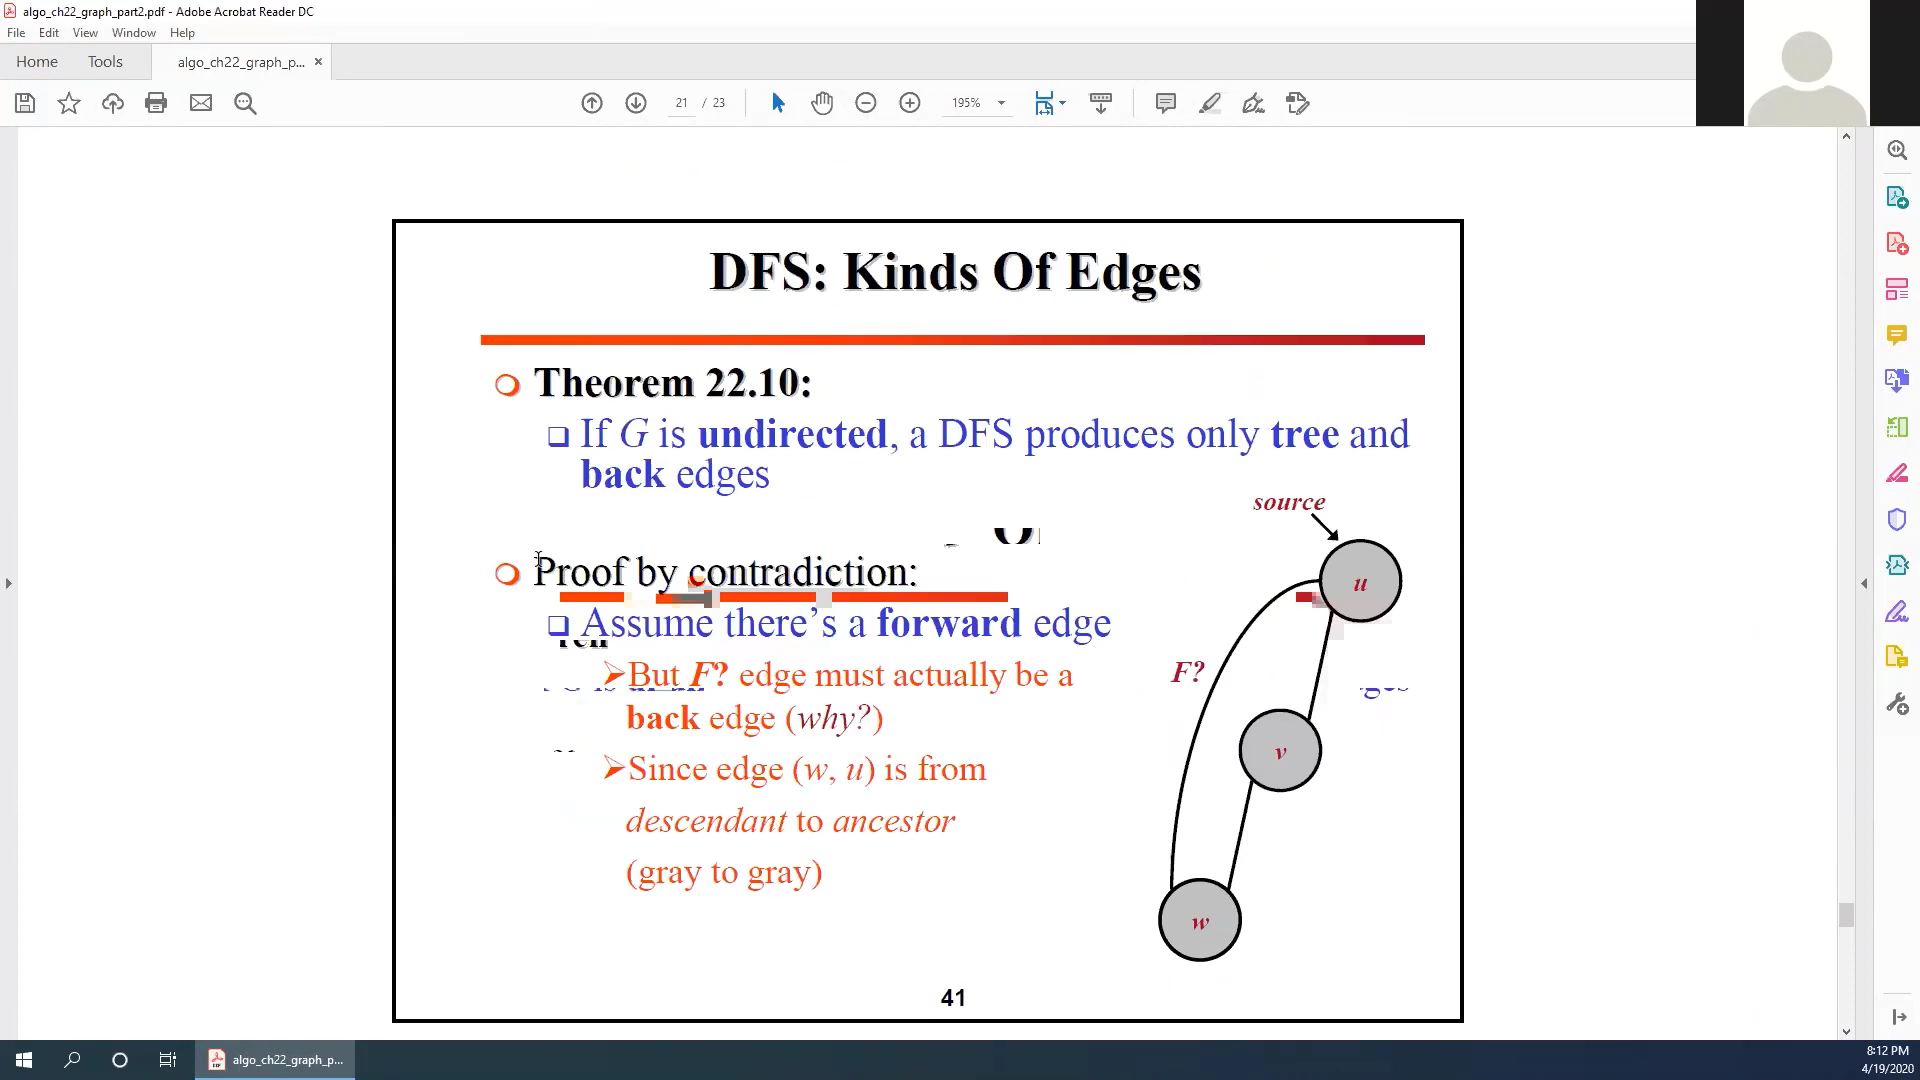 algo_ch22_graph_part2.pdf - Adobe Acrobat Reader DC
File Edit View Window Help
Home Tools algo_ch22_graph_p... ×
21 / 23 195%
DFS: Kinds Of Edges
Theorem 22.10:
If G is undirected, a DFS produces only tree and
back edges
source
Proof by contradiction:
u
Assume there’s a forward edge
But F? edge must actually be a
F?
back edge (why?)
v
Since edge (w, u) is from
descendant to ancestor
(gray to gray)
w
41
algo_ch22_graph_p...
8:12 PM
4/19/2020